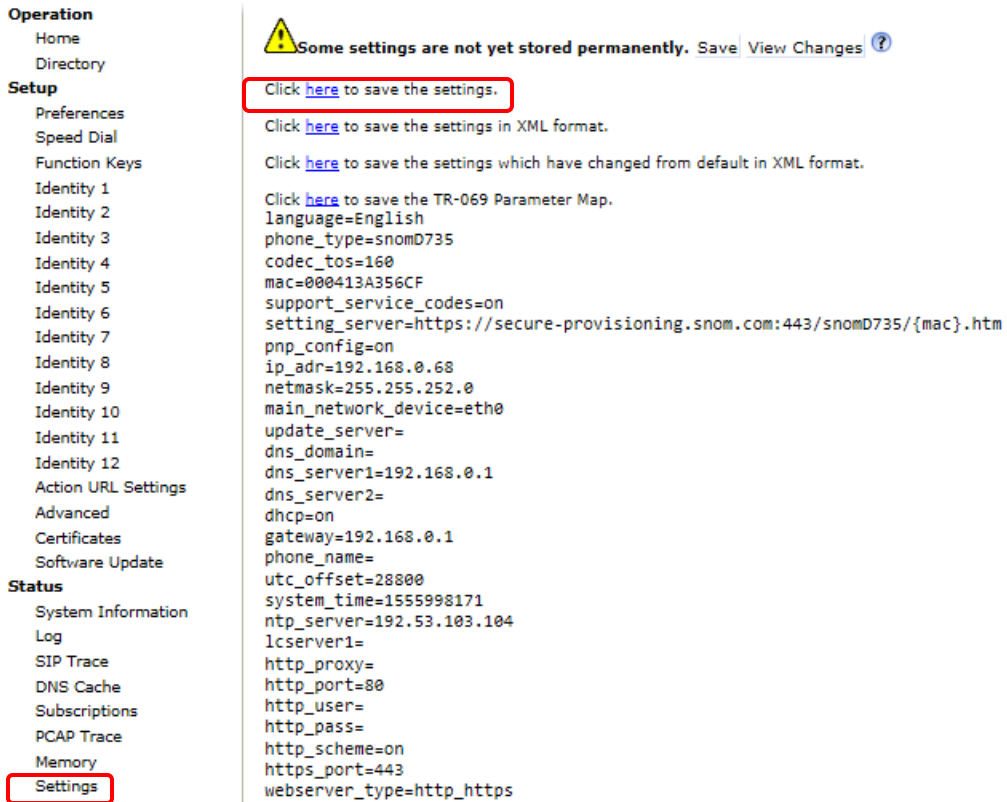 Operation
Home
Directory
Setup
Preferences
Speed Dial
Function Keys
Identity 1
Identity 2
Identity 3
Identity 4
Identity 5
Identity 6
Identity 7
Identity 8
Identity 9
Identity 10
Identity 11
Identity 12
Action URL Settings
Advanced
Certificates
Software Update
Status
System Information
Log
SIP Trace
DNS Cache
Subscriptions
PCAP Trace
Memory
Settings
Some settings are not yet stored permanently. Save View Changes ?
Click here to save the settings.
Click here to save the settings in XML format.
Click here to save the settings which have changed from default in XML format.
Click here to save the TR-069 Parameter Map.
language=English
phone_type=snomD735
codec_tos=160
mac=000413A356CF
support_service_codes=on
setting_server=https://secure-provisioning.snom.com:443/snomD735/{mac}.htm
pnp_config=on
ip_adr=192.168.0.68
netmask=255.255.252.0
main_network_device=eth0
update_server=
dns_domain=
dns_server1=192.168.0.1
dns_server2=
dhcp=on
gateway=192.168.0.1
phone_name=
utc_offset=28800
system_time=1555998171
ntp_server=192.53.103.104
lcserver1=
http_proxy=
http_port=80
http_user=
http_pass=
http_scheme=on
https_port=443
webserver_type=http_https